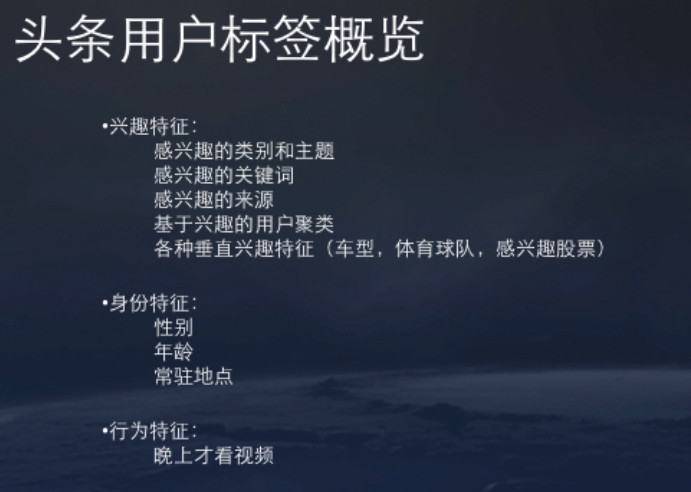 头条用户标签概览
•兴趣特征：
感兴趣的类别和主题
感兴趣的关键词
感兴趣的来源
基于兴趣的用户聚类
各种垂直兴趣特征（车型，体育球队，感兴趣股票）
•身份特征：
性别
年龄
常驻地点
•行为特征：
晚上才看视频